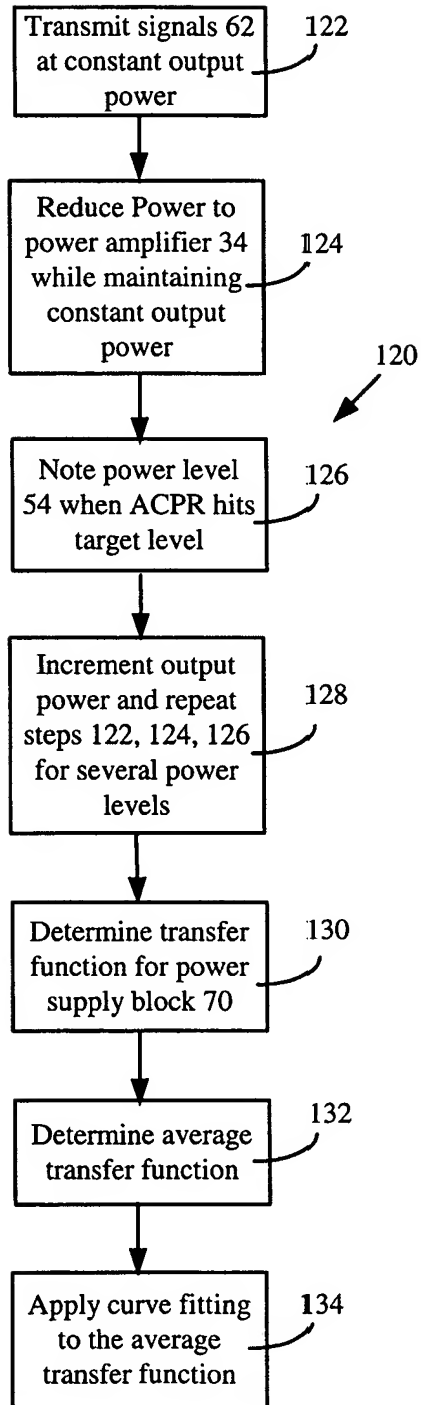 Transmit signals 62
at constant output
power
122
Reduce Power to
power amplifier 34
while maintaining
constant output
power
124
120
Note power level
54 when ACPR hits
target level
126
Increment output
power and repeat
steps 122, 124, 126
for several power
levels
128
Determine transfer
function for power
supply block 70
130
Determine average
transfer function
132
Apply curve fitting
to the average
transfer function
134